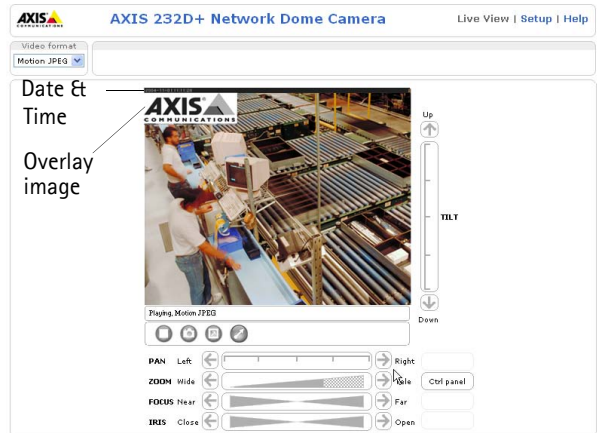 AXIS
COMMUNICATIONS
AXIS 232D+ Network Dome Camera
Live View | Setup | Help
Video format
Motion JPEG
Date & Time
Overlay image
AXIS
COMMUNICATIONS
Up
TILT
Down
Playing, Motion JPEG
PAN Left Right
ZOOM Wide Tele Ctrl panel
FOCUS Near Far
IRIS Close Open